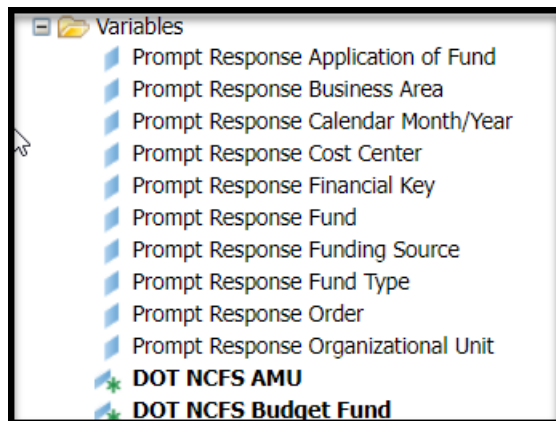 Variables
Prompt Response Application of Fund
Prompt Response Business Area
Prompt Response Calendar Month/Year
Prompt Response Cost Center
Prompt Response Financial Key
Prompt Response Fund
Prompt Response Funding Source
Prompt Response Fund Type
Prompt Response Order
Prompt Response Organizational Unit
DOT NCFS AMU
DOT NCFS Budget Fund